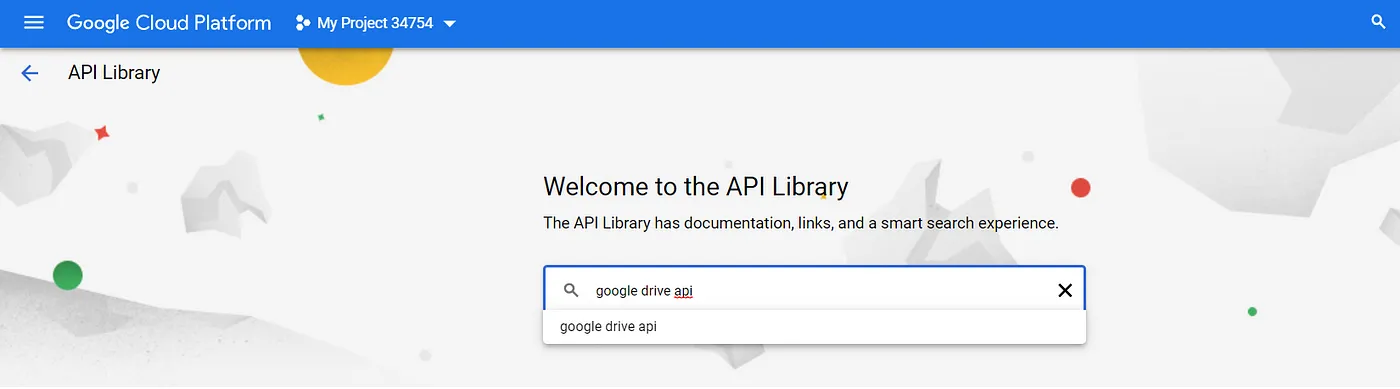 Google Cloud Platform
My Project 34754
API Library
Welcome to the API Library
The API Library has documentation, links, and a smart search experience.
google drive api
google drive api